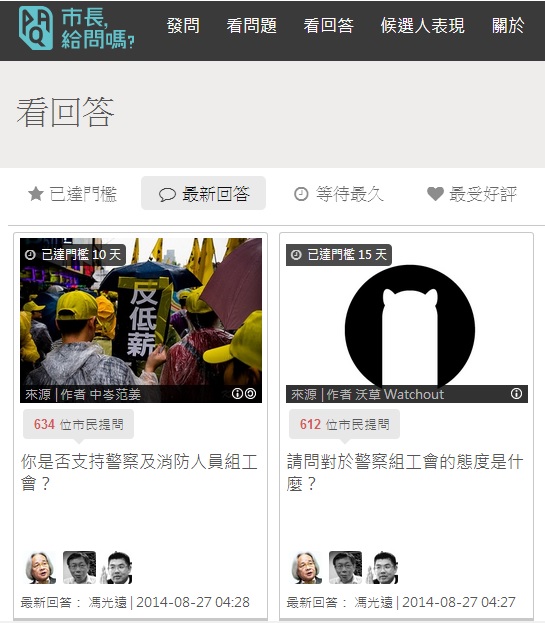 PAQ
市長,
給問嗎?
發問 看問題 看回答 候選人表現 關於
看回答
已達門檻 最新回答 等待最久 最受好評
已達門檻 10 天
反低薪
來源 | 作者 中岑范姜
634 位市民提問
你是否支持警察及消防人員組工
會？
最新回答： 馮光遠 | 2014-08-27 04:28
已達門檻 15 天
來源 | 作者 沃草 Watchout
612 位市民提問
請問對於警察組工會的態度是什
麼？
最新回答： 馮光遠 | 2014-08-27 04:27